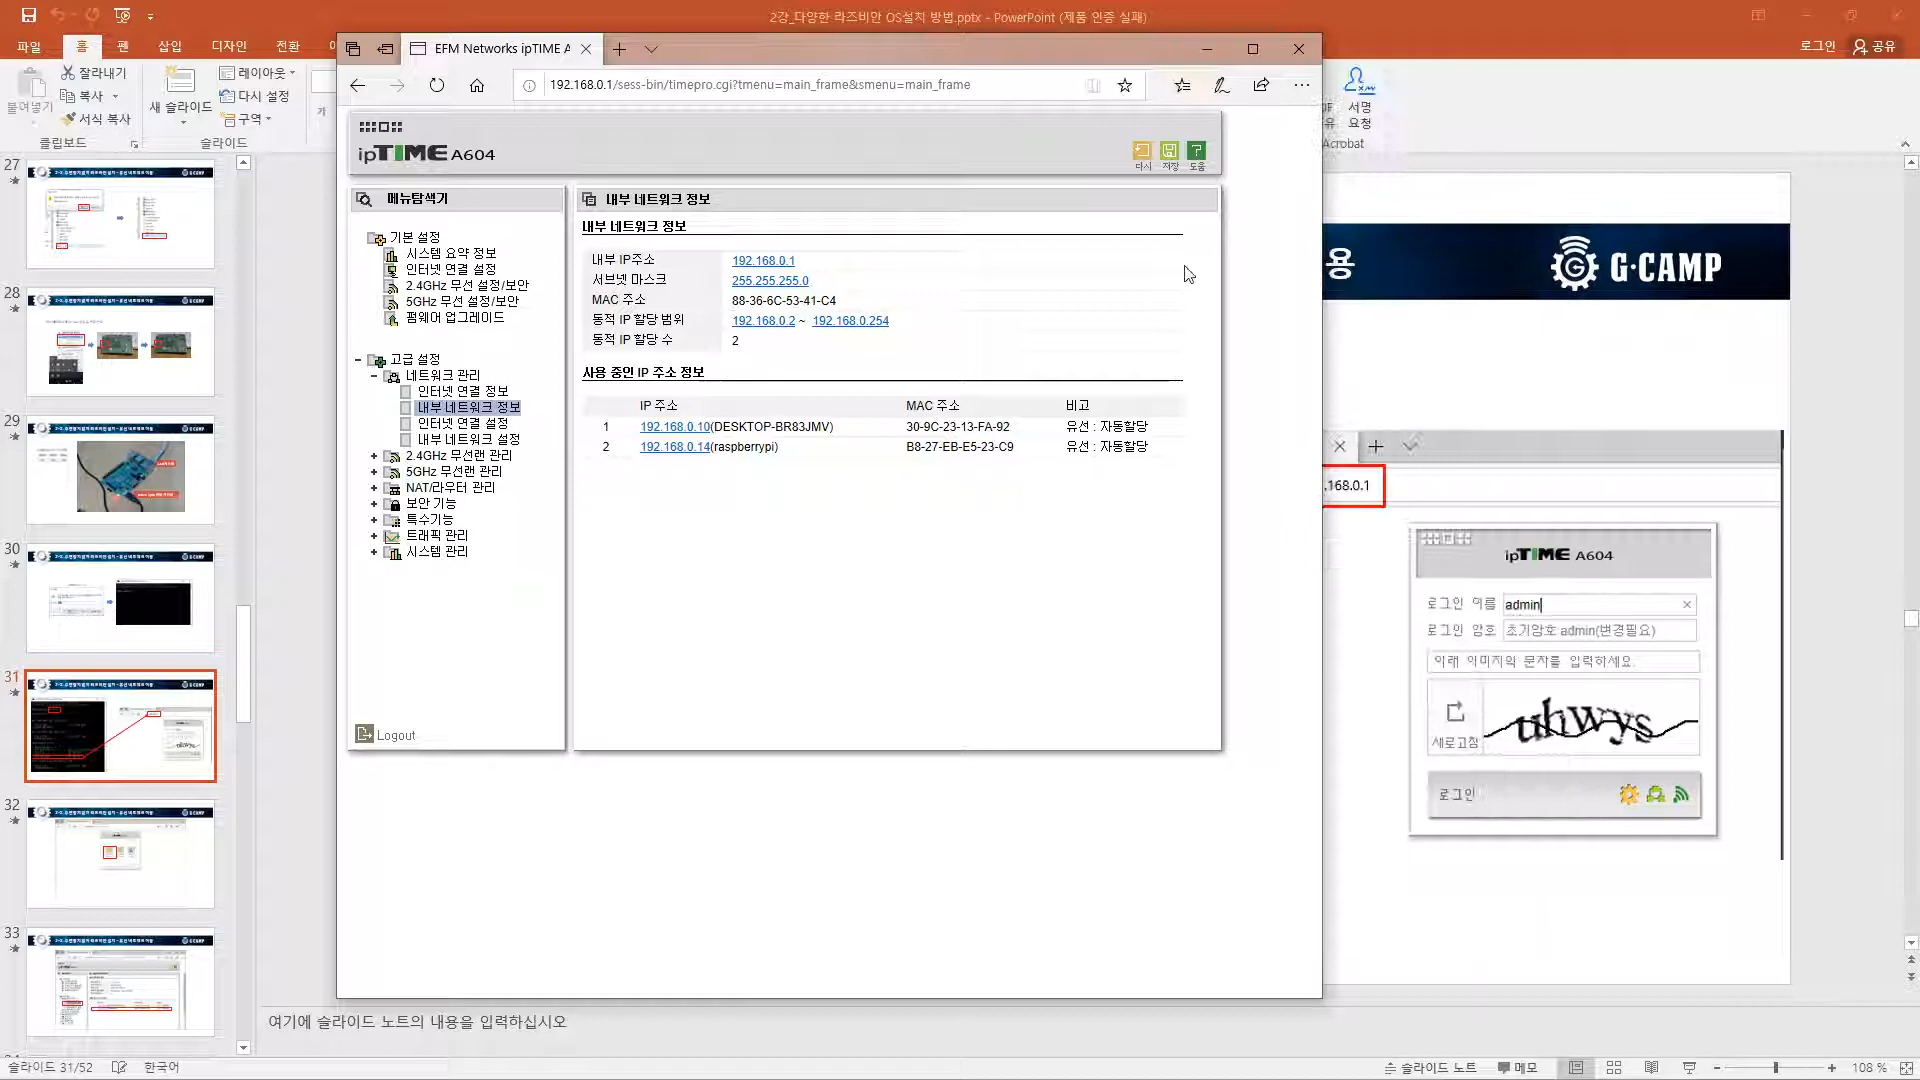 2강_다양한 라즈비안 OS설치 방법.pptx - PowerPoint (제품 인증 실패)
파일 홈 펜 삽입 디자인 전환
로그인 공유
붙여넣기
잘라내기
복사
서식 복사
클립보드
새 슬라이드
레이아웃
다시 설정
구역
슬라이드
가
서명
요청
Acrobat
EFM Networks ipTIME A
192.168.0.1/sess-bin/timepro.cgi?tmenu=main_frame&smenu=main_frame
ipTIME A604
다시 저장 도움
메뉴탐색기
기본 설정
시스템 요약 정보
인터넷 연결 설정
2.4GHz 무선 설정/보안
5GHz 무선 설정/보안
펌웨어 업그레이드
고급 설정
네트워크 관리
인터넷 연결 정보
내부 네트워크 정보
인터넷 연결 설정
내부 네트워크 설정
2.4GHz 무선랜 관리
5GHz 무선랜 관리
NAT/라우터 관리
보안 기능
특수기능
트래픽 관리
시스템 관리
Logout
내부 네트워크 정보
내부 네트워크 정보
내부 IP주소 192.168.0.1
서브넷 마스크 255.255.255.0
MAC 주소 88-36-6C-53-41-C4
동적 IP 할당 범위 192.168.0.2 ~ 192.168.0.254
동적 IP 할당 수 2
사용 중인 IP 주소 정보
IP 주소 MAC 주소 비고
1 192.168.0.10(DESKTOP-BR83JMV) 30-9C-23-13-FA-92 유선 : 자동할당
2 192.168.0.14(raspberrypi) B8-27-EB-E5-23-C9 유선 : 자동할당
용 G·CAMP
.168.0.1
ipTIME A604
로그인 이름 admin
로그인 암호 초기암호 admin(변경필요)
아래 이미지의 문자를 입력하세요.
새로고침
uhwys
로그인
27
28
29
30
31
32
33
여기에 슬라이드 노트의 내용을 입력하십시오
슬라이드 31/52 한국어
슬라이드 노트 메모 108 %